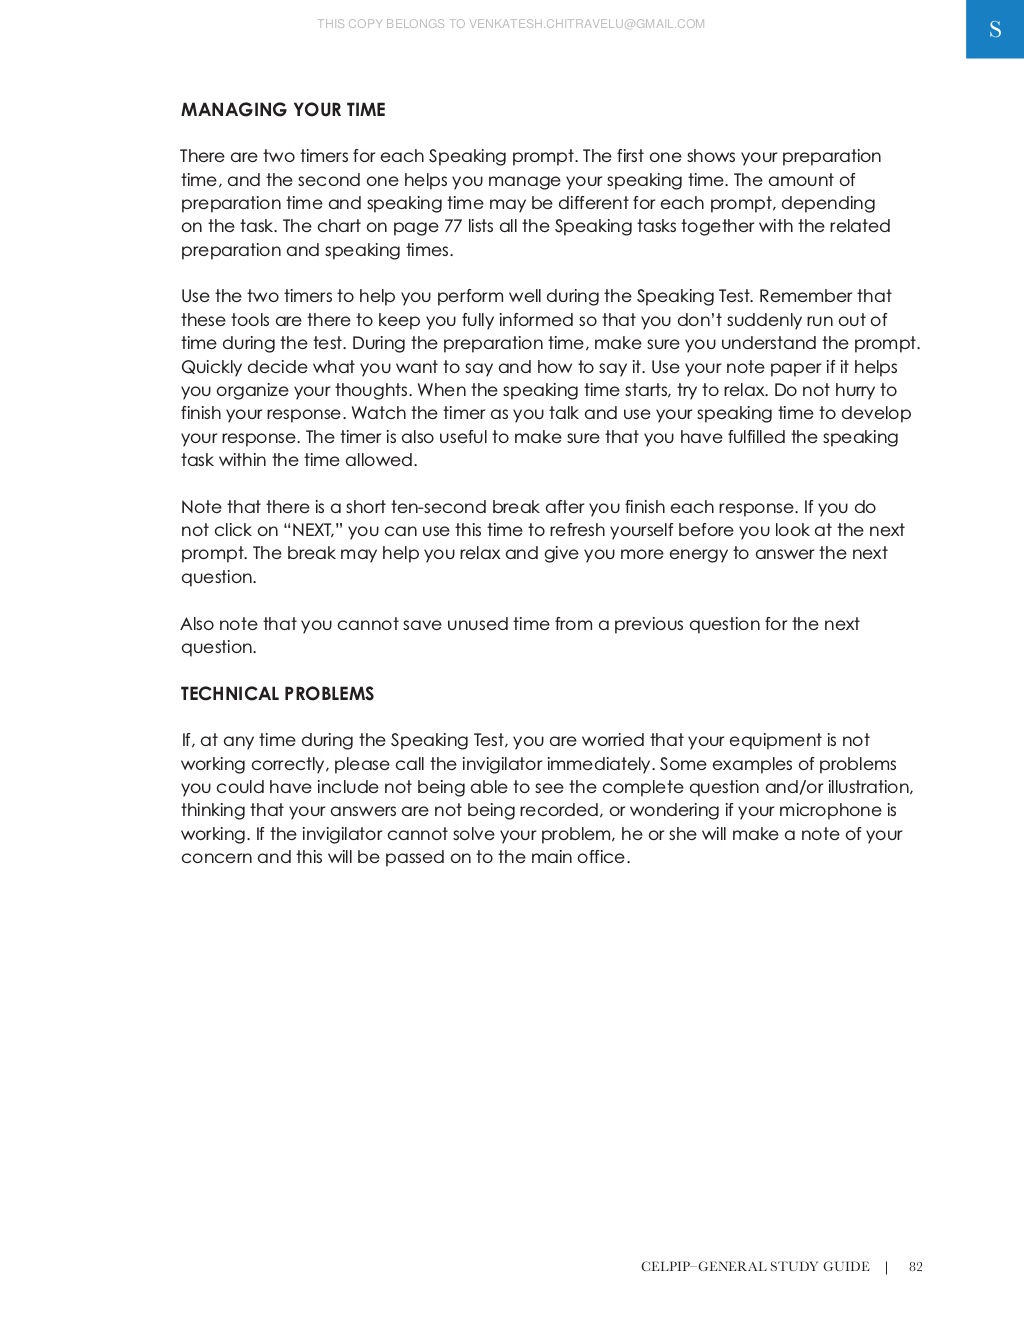 THIS COPY BELONGS TO VENKATESH.CHITRAVELU@GMAIL.COM
S
MANAGING YOUR TIME
There are two timers for each Speaking prompt. The first one shows your preparation
time, and the second one helps you manage your speaking time. The amount of
preparation time and speaking time may be different for each prompt, depending
on the task. The chart on page 77 lists all the Speaking tasks together with the related
preparation and speaking times.
Use the two timers to help you perform well during the Speaking Test. Remember that
these tools are there to keep you fully informed so that you don’t suddenly run out of
time during the test. During the preparation time, make sure you understand the prompt.
Quickly decide what you want to say and how to say it. Use your note paper if it helps
you organize your thoughts. When the speaking time starts, try to relax. Do not hurry to
finish your response. Watch the timer as you talk and use your speaking time to develop
your response. The timer is also useful to make sure that you have fulfilled the speaking
task within the time allowed.
Note that there is a short ten-second break after you finish each response. If you do
not click on “NEXT,” you can use this time to refresh yourself before you look at the next
prompt. The break may help you relax and give you more energy to answer the next
question.
Also note that you cannot save unused time from a previous question for the next
question.
TECHNICAL PROBLEMS
If, at any time during the Speaking Test, you are worried that your equipment is not
working correctly, please call the invigilator immediately. Some examples of problems
you could have include not being able to see the complete question and/or illustration,
thinking that your answers are not being recorded, or wondering if your microphone is
working. If the invigilator cannot solve your problem, he or she will make a note of your
concern and this will be passed on to the main office.
CELPIP–GENERAL STUDY GUIDE | 82